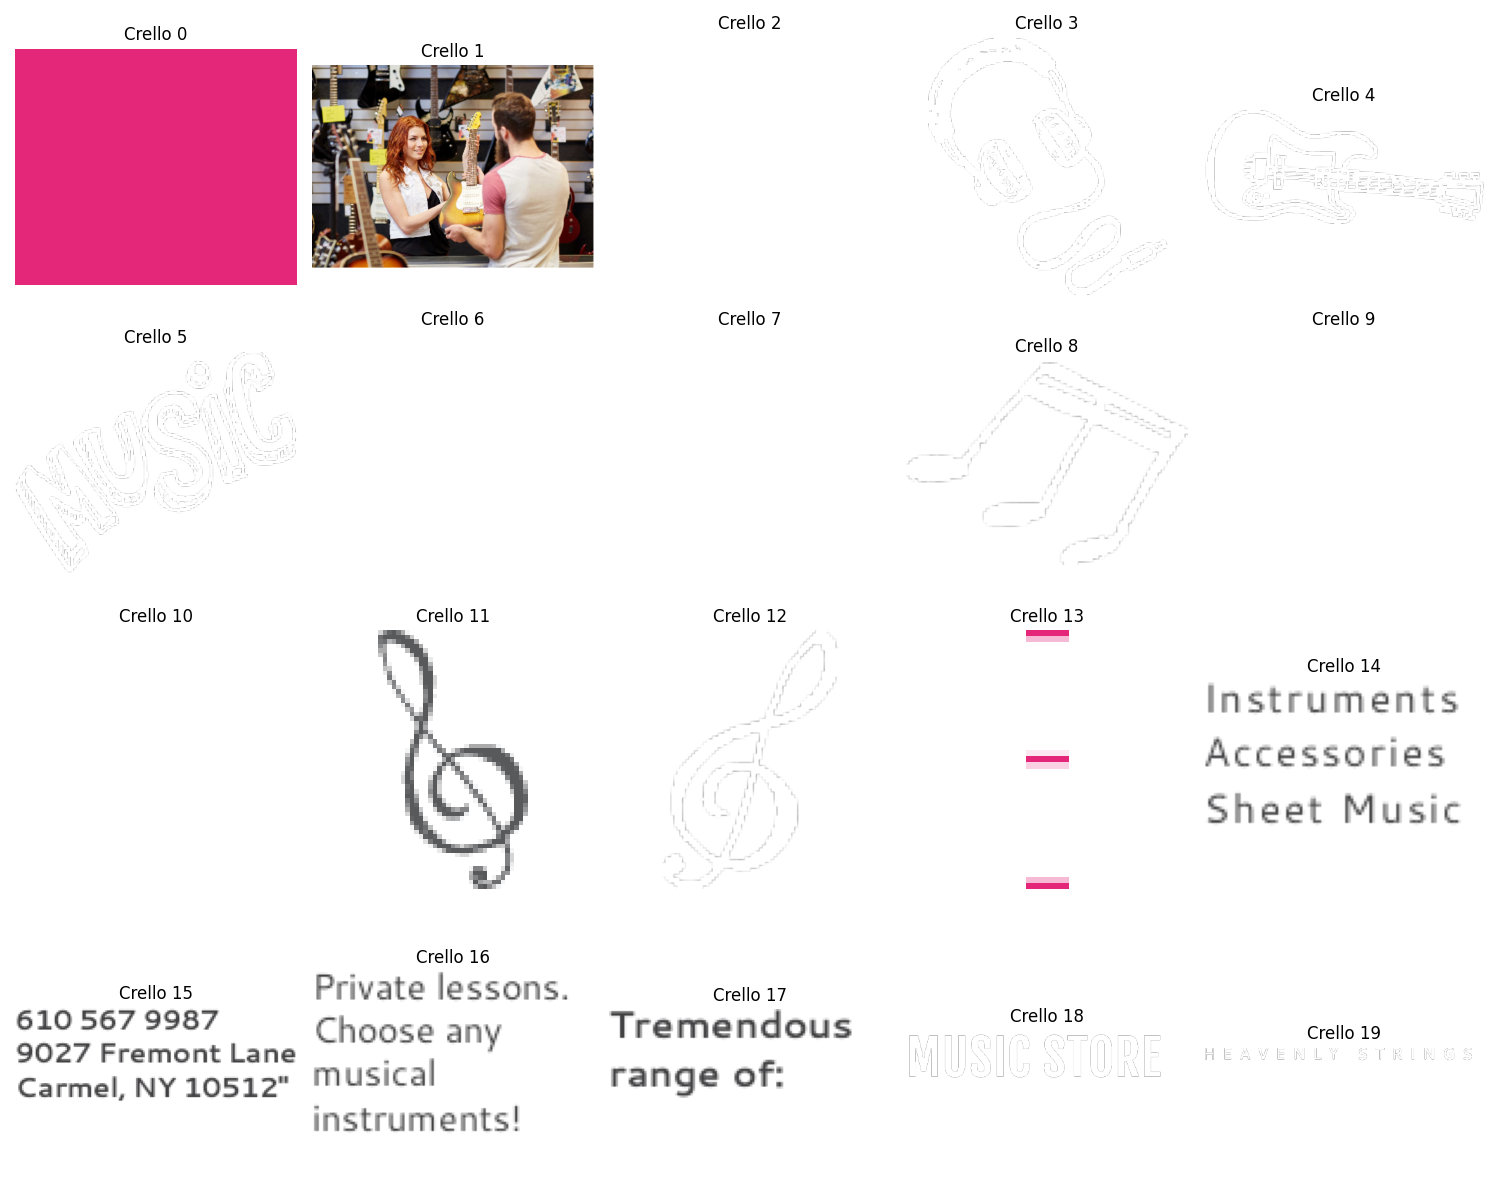 Crello 0
Crello 1
Crello 2
Crello 3
Crello 4
Crello 5
MUSIC
Crello 6
Crello 7
Crello 8
Crello 9
Crello 10
Crello 11
Crello 12
Crello 13
Crello 14
Instruments
Accessories
Sheet Music
Crello 15
610 567 9987
9027 Fremont Lane
Carmel, NY 10512"
Crello 16
Private lessons.
Choose any
musical
instruments!
Crello 17
Tremendous
range of:
Crello 18
MUSIC STORE
Crello 19
HEAVENLY STRINGS